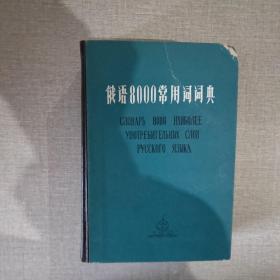 俄语8000常用词词典
СЛОВАРЬ 8000 НАИБОЛЕЕ
УПОТРЕБИТЕЛЬНЫХ СЛОВ
РУССКОГО ЯЗЫКА